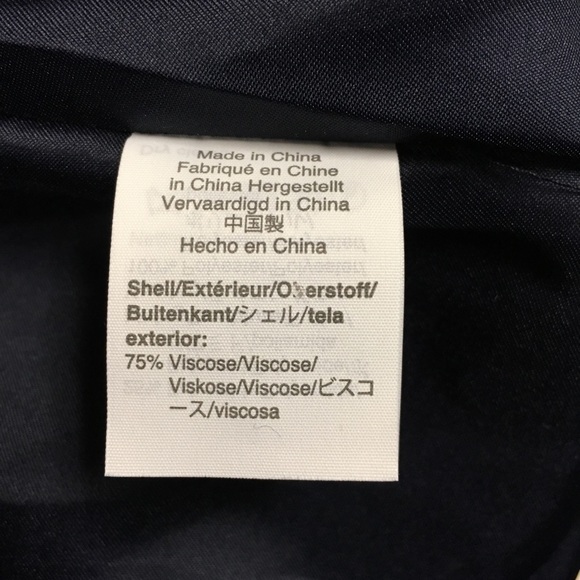 Made in China
Fabriqué en Chine
in China Hergestellt
Vervaardigd in China
中国製
Hecho en China
Shell/Extérieur/Oberstoff/
Buitenkant/シェル/tela
exterior:
75% Viscose/Viscose/
Viskose/Viscose/ビスコ
ース/viscosa